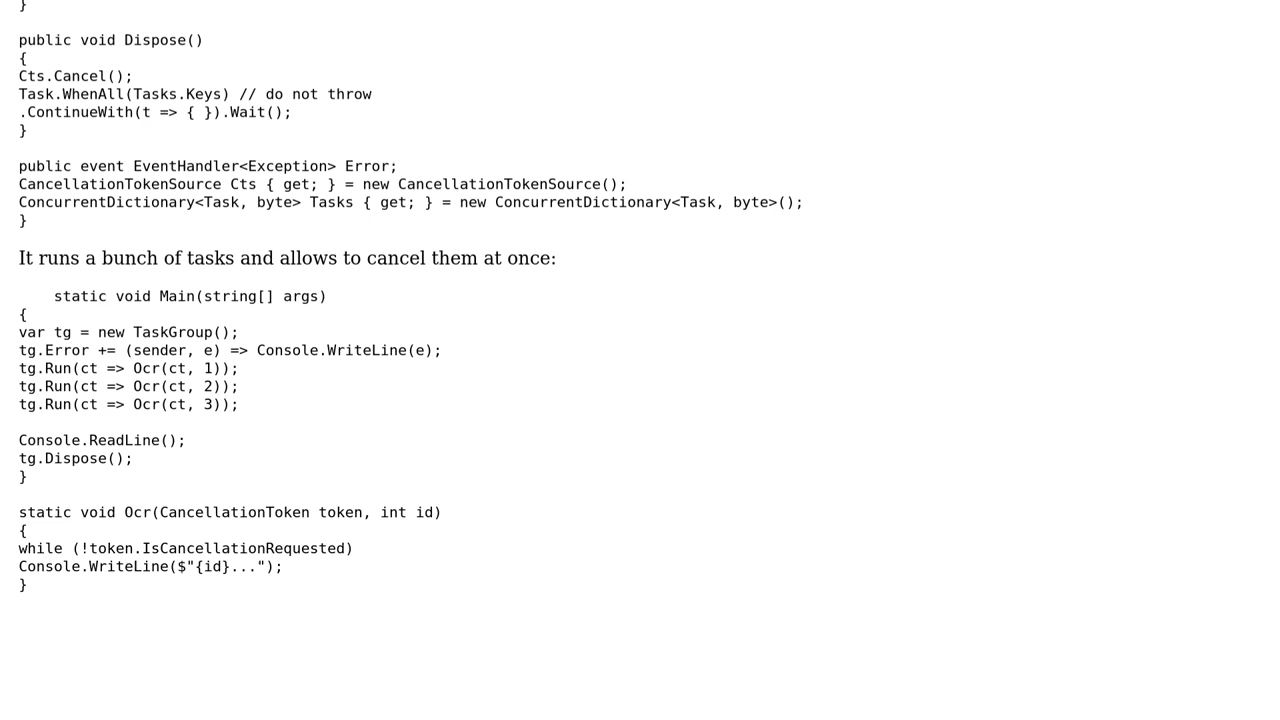 }

public void Dispose()
{
Cts.Cancel();
Task.WhenAll(Tasks.Keys) // do not throw
.ContinueWith(t => { }).Wait();
}

public event EventHandler<Exception> Error;
CancellationTokenSource Cts { get; } = new CancellationTokenSource();
ConcurrentDictionary<Task, byte> Tasks { get; } = new ConcurrentDictionary<Task, byte>();
}

It runs a bunch of tasks and allows to cancel them at once:

    static void Main(string[] args)
{
var tg = new TaskGroup();
tg.Error += (sender, e) => Console.WriteLine(e);
tg.Run(ct => Ocr(ct, 1));
tg.Run(ct => Ocr(ct, 2));
tg.Run(ct => Ocr(ct, 3));

Console.ReadLine();
tg.Dispose();
}

static void Ocr(CancellationToken token, int id)
{
while (!token.IsCancellationRequested)
Console.WriteLine($"{id}...");
}